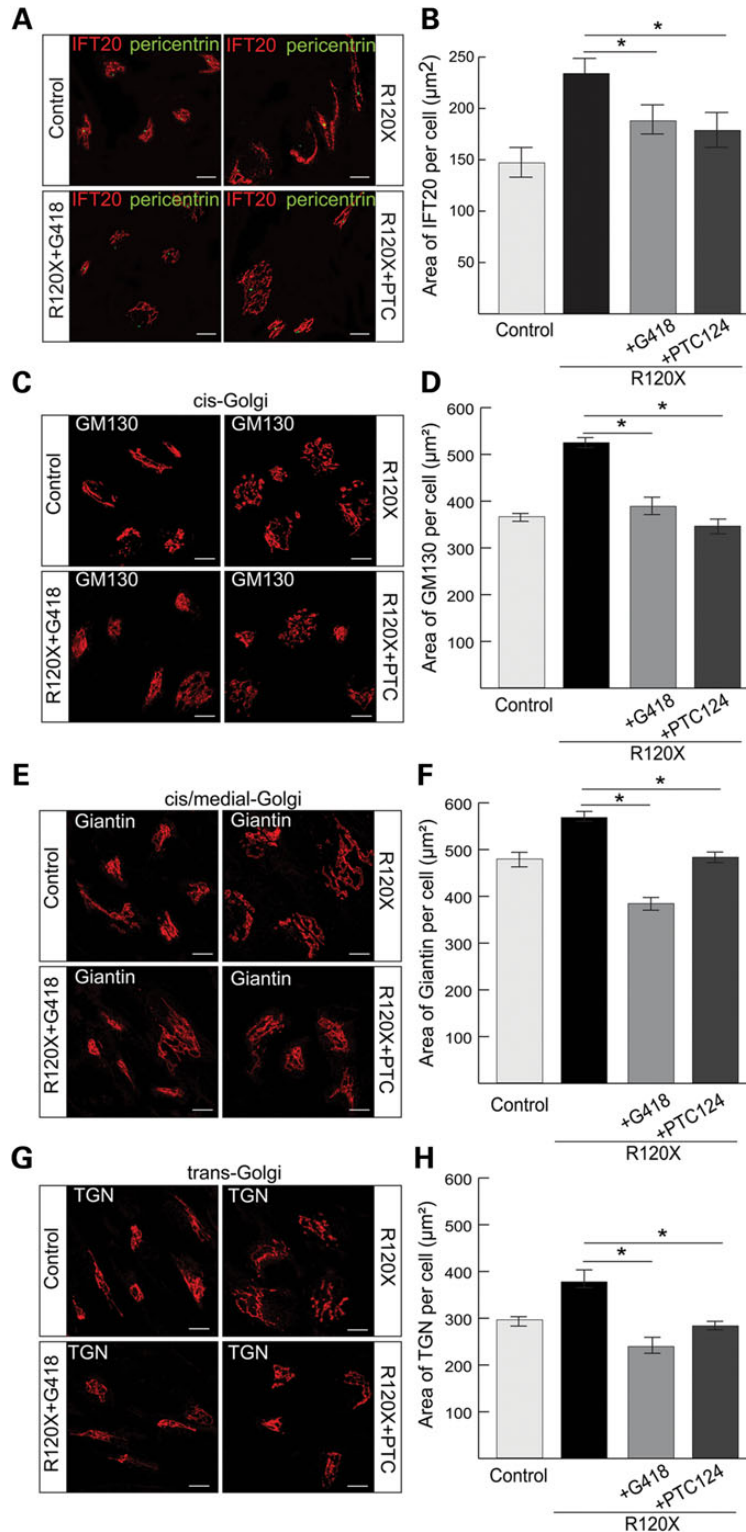 A
IFT20 pericentrin
IFT20 pericentrin
Control
R120X
IFT20 pericentrin
IFT20 pericentrin
R120X+G418
R120X+PTC
B
Area of IFT20 per cell (µm2)
250
200
150
100
50
*
*
Control
+G418
+PTC124
R120X
C
cis-Golgi
GM130
GM130
Control
R120X
GM130
GM130
R120X+G418
R120X+PTC
D
Area of GM130 per cell (µm²)
600
500
400
300
200
100
*
*
Control
+G418
+PTC124
R120X
E
cis/medial-Golgi
Giantin
Giantin
Control
R120X
Giantin
Giantin
R120X+G418
R120X+PTC
F
Area of Giantin per cell (µm²)
600
500
400
300
200
100
*
*
Control
+G418
+PTC124
R120X
G
trans-Golgi
TGN
TGN
Control
R120X
TGN
TGN
R120X+G418
R120X+PTC
H
Area of TGN per cell (µm²)
600
500
400
300
200
100
*
*
Control
+G418
+PTC124
R120X